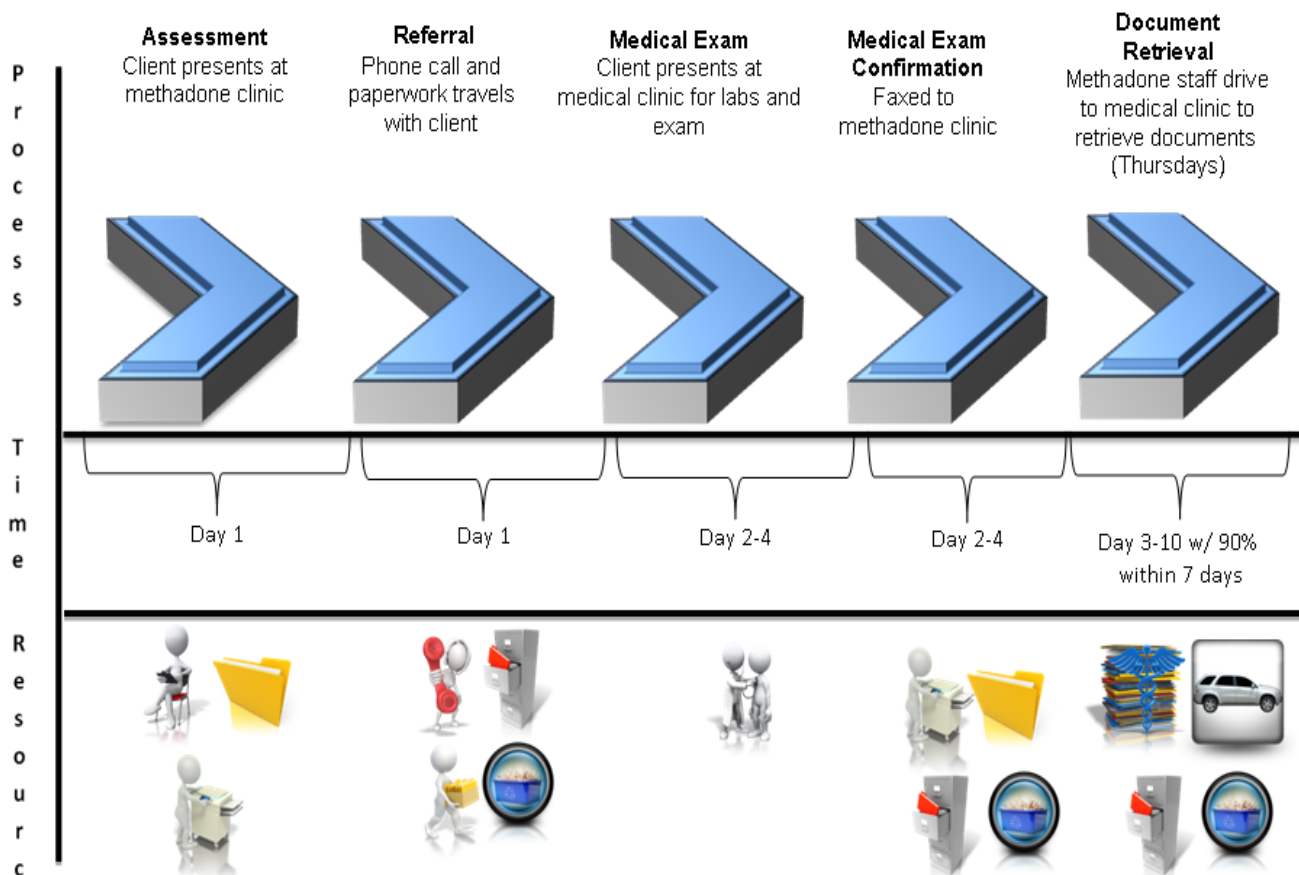 Assessment
Client presents at
methadone clinic
Referral
Phone call and
paperwork travels
with client
Medical Exam
Client presents at
medical clinic for labs and
exam
Medical Exam
Confirmation
Faxed to
methadone clinic
Document
Retrieval
Methadone staff drive
to medical clinic to
retrieve documents
(Thursdays)
P
r
o
c
e
s
s
T
i
m
e
Day 1
Day 1
Day 2-4
Day 2-4
Day 3-10 w/ 90%
within 7 days
R
e
s
o
u
r
c